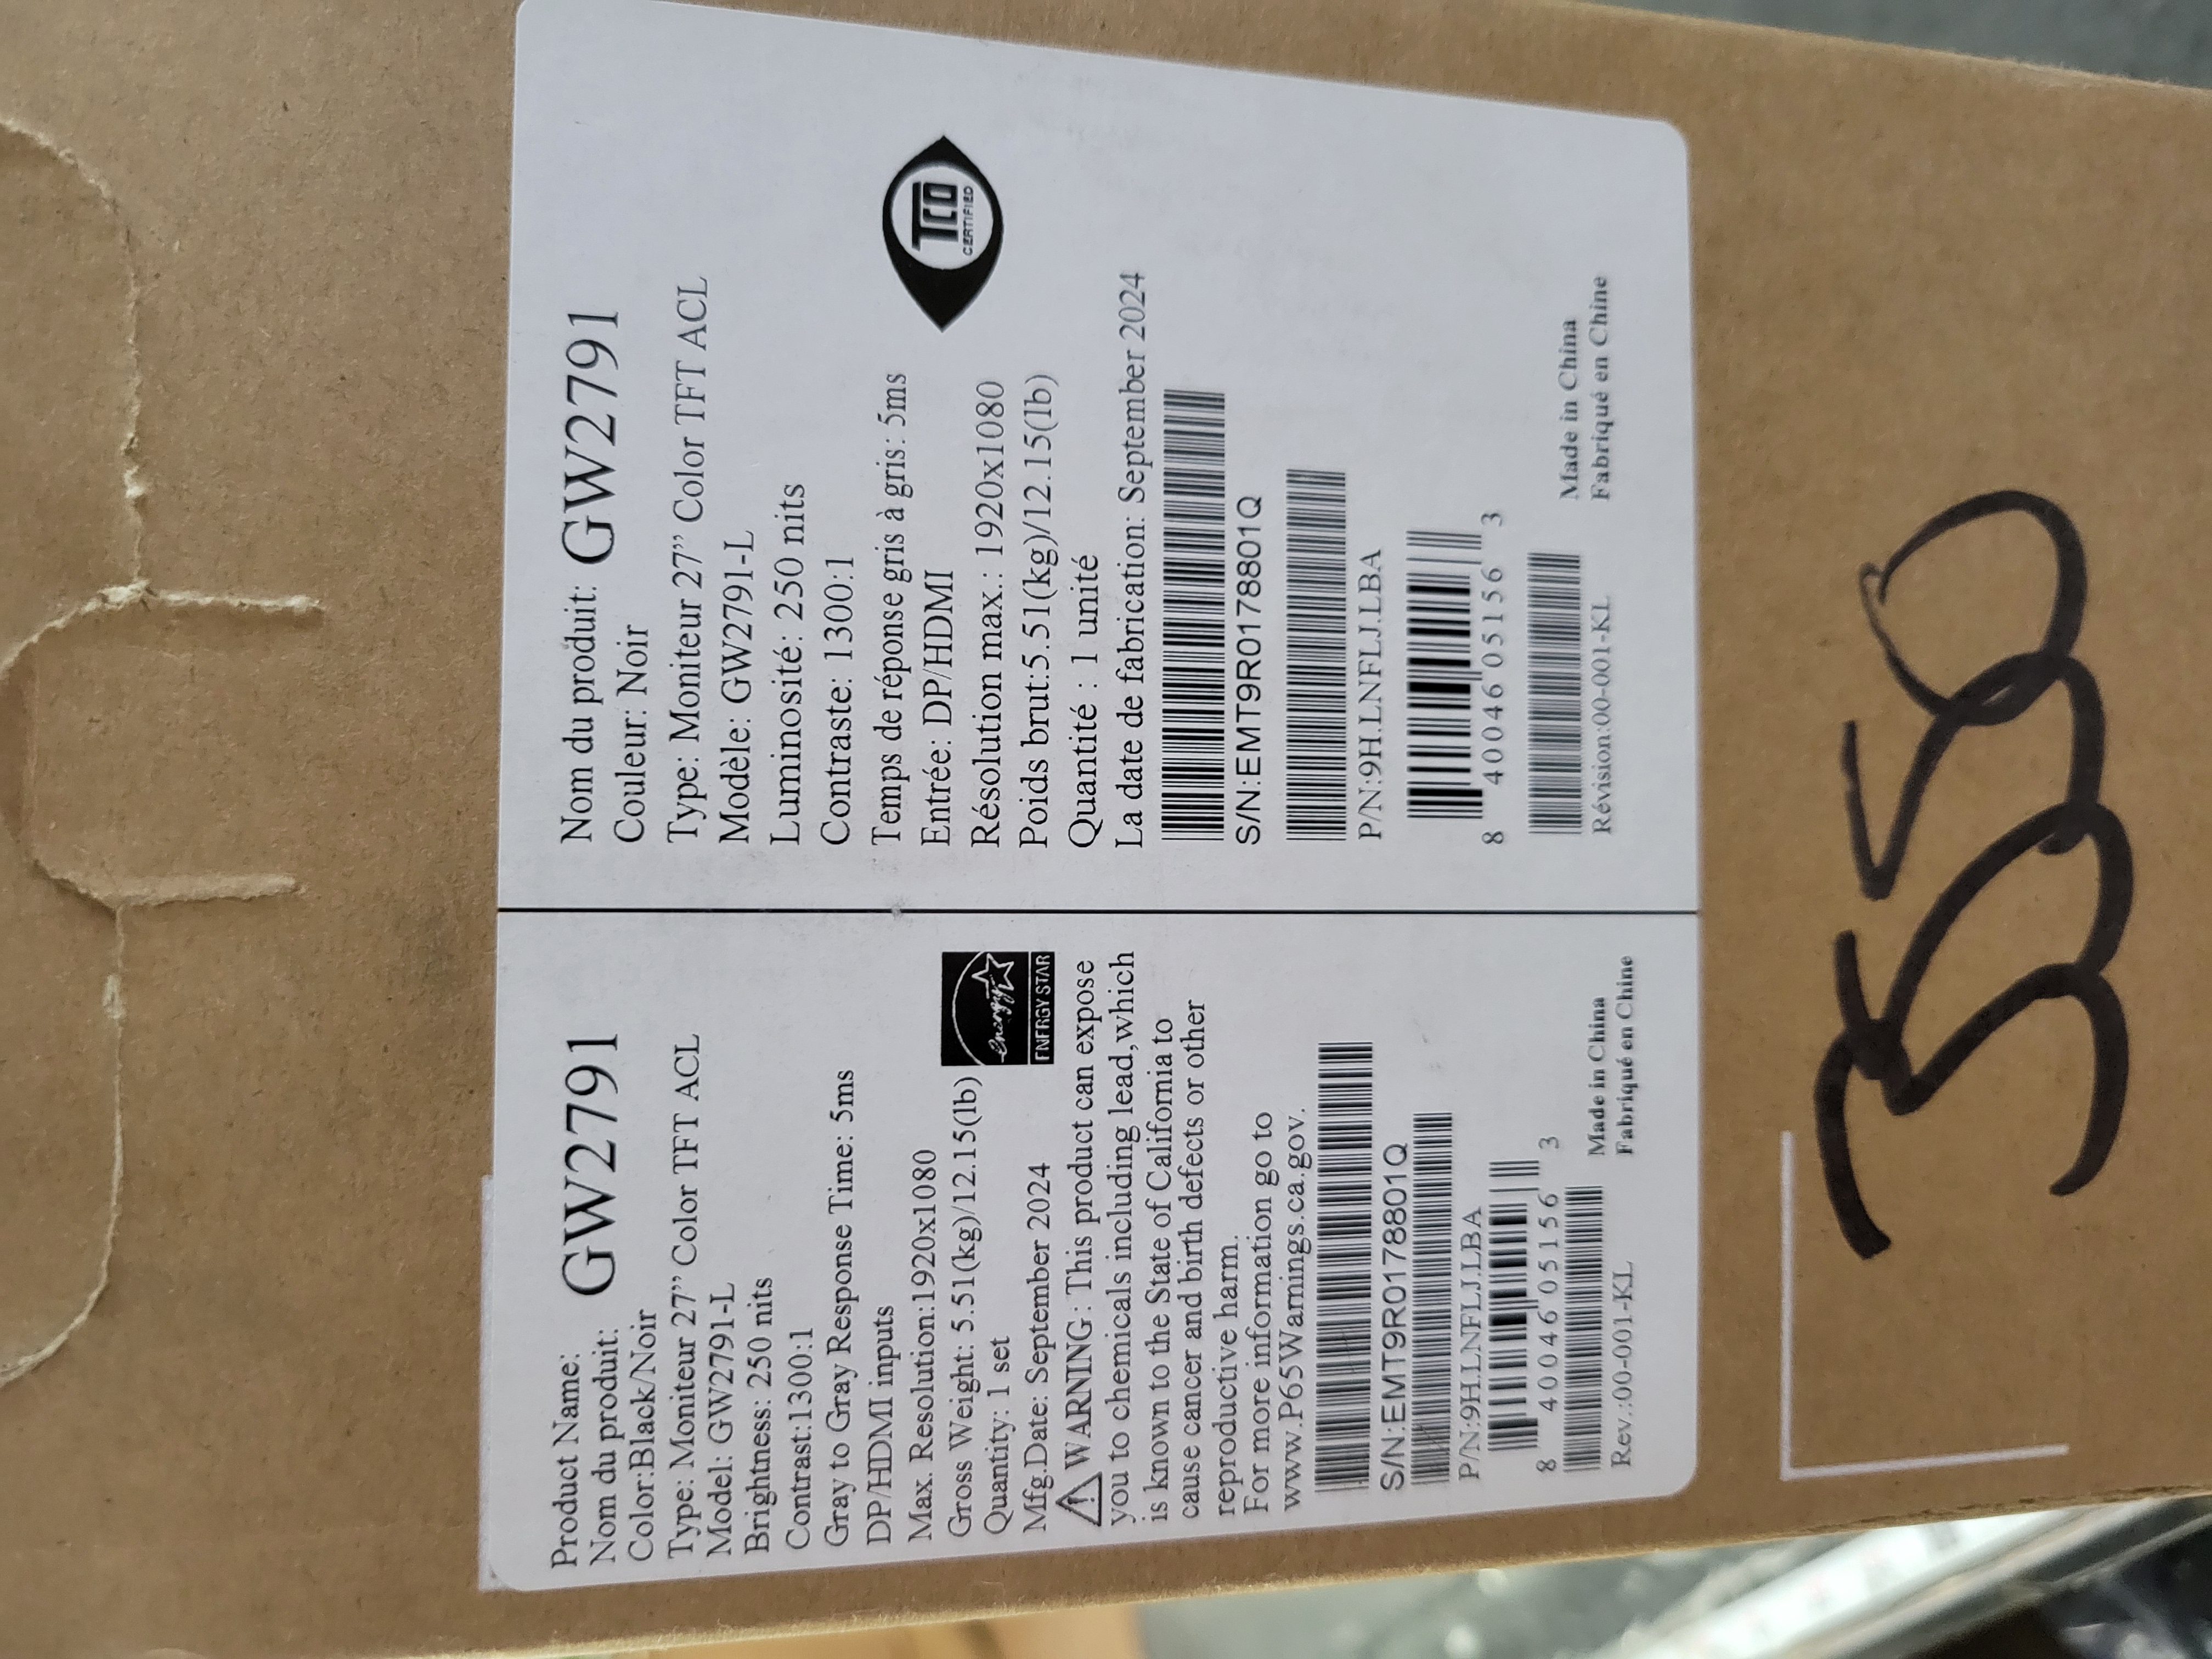 Product Name:
Nom du produit: GW2791
Color:Black/Noir
Type: Moniteur 27” Color TFT ACL
Model: GW2791-L
Brightness: 250 nits
Contrast:1300:1
Gray to Gray Response Time: 5ms
DP/HDMI inputs
Max. Resolution:1920x1080
Gross Weight: 5.51(kg)/12.15(lb)
Quantity: 1 set
Mfg.Date: September 2024
energy
ENERGY STAR
WARNING: This product can expose
you to chemicals including lead,which
is known to the State of California to
cause cancer and birth defects or other
reproductive harm.
For more information go to
www.P65Warnings.ca.gov.
S/N:EMT9R0178801Q
P/N:9H.LNFLJ.LBA
8 40046 05156 3
Rev.:00-001-KL
Made in China
Fabriqué en Chine
Nom du produit: GW2791
Couleur: Noir
Type: Moniteur 27” Color TFT ACL
Modèle: GW2791-L
Luminosité: 250 nits
Contraste: 1300:1
Temps de réponse gris à gris: 5ms
Entrée: DP/HDMI
Résolution max.: 1920x1080
Poids brut:5.51(kg)/12.15(lb)
Quantité : 1 unité
La date de fabrication: September 2024
TCO
CERTIFIED
S/N:EMT9R0178801Q
P/N:9H.LNFLJ.LBA
8 40046 05156 3
Révision:00-001-KL
Made in China
Fabriqué en Chine
3550